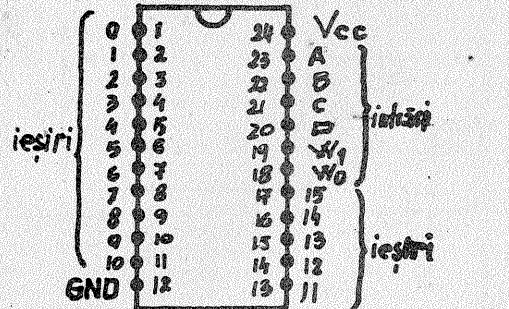 0 1 24 Vcc
1 2 23 A
2 3 22 B
3 4 21 C
4 5 20 D
ieșiri 5 6 19 W1 intrări
6 7 18 W0
7 8 17 15
8 9 16 14
9 10 15 13 ieșiri
10 11 14 12
GND 12 13 11